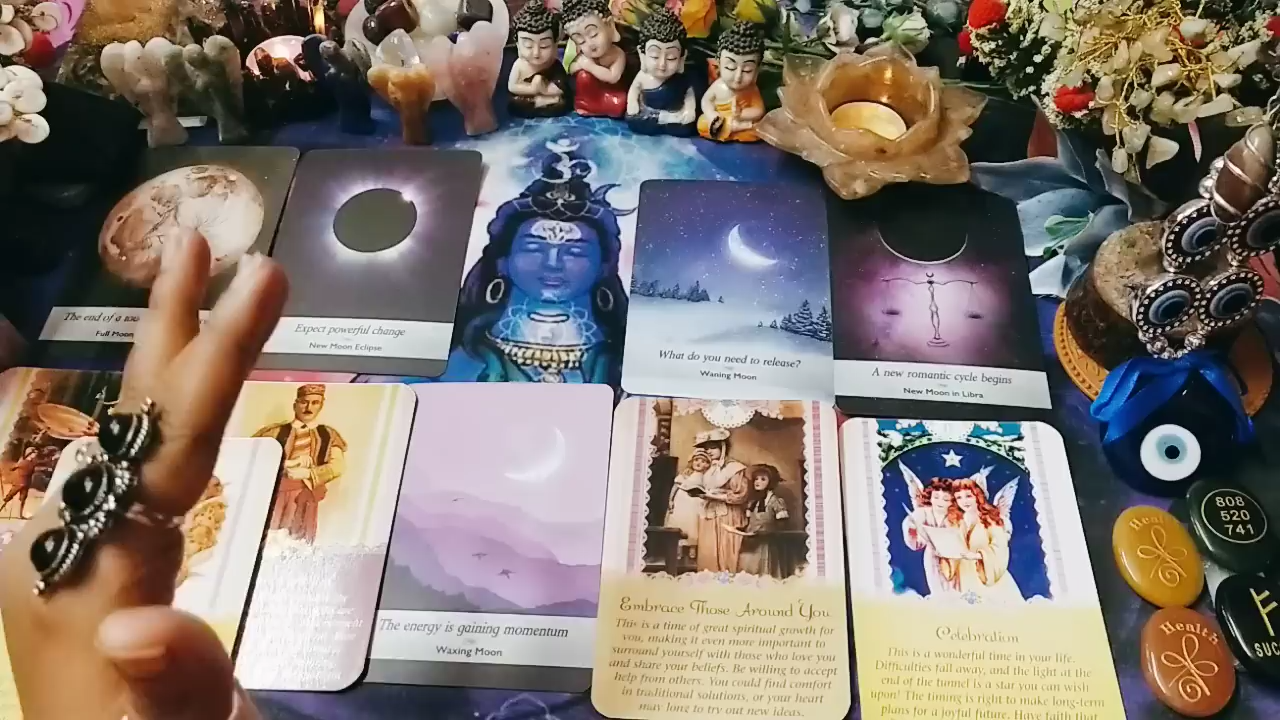 The end of a
Full Moon
Expect powerful change
New Moon Eclipse
What do you need to release?
Waning Moon
A new romantic cycle begins
New Moon in Libra
The energy is gaining momentum
Waxing Moon
Embrace Those Around You
This is a time of great spiritual growth for
you, making it even more important to
surround yourself with those who love you
and share your beliefs. Be willing to accept
help from others. You could find comfort
in traditional solutions, or your heart
may long to try out new ideas.
Celebration
This is a wonderful time in your life.
Difficulties fall away, and the light at the
end of the tunnel is a star you can wish
upon! The timing is right to make long-term
plans for a joyful future. Have faith that
808
520
741
Heal
Health
SUC